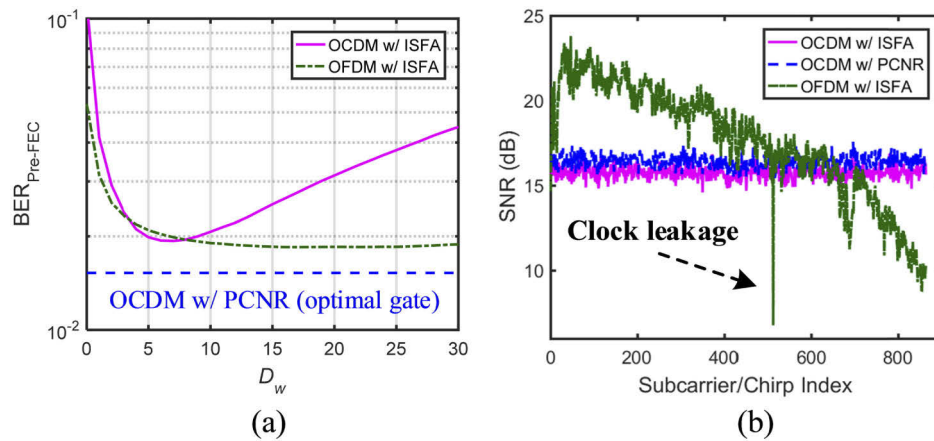 10⁻¹
10⁻²
BER_Pre-FEC
OCDM w/ ISFA
OFDM w/ ISFA
OCDM w/ PCNR (optimal gate)
0 5 10 15 20 25 30
D_w
(a)
25
20
15
10
SNR (dB)
OCDM w/ ISFA
OCDM w/ PCNR
OFDM w/ ISFA
Clock leakage
0 200 400 600 800
Subcarrier/Chirp Index
(b)